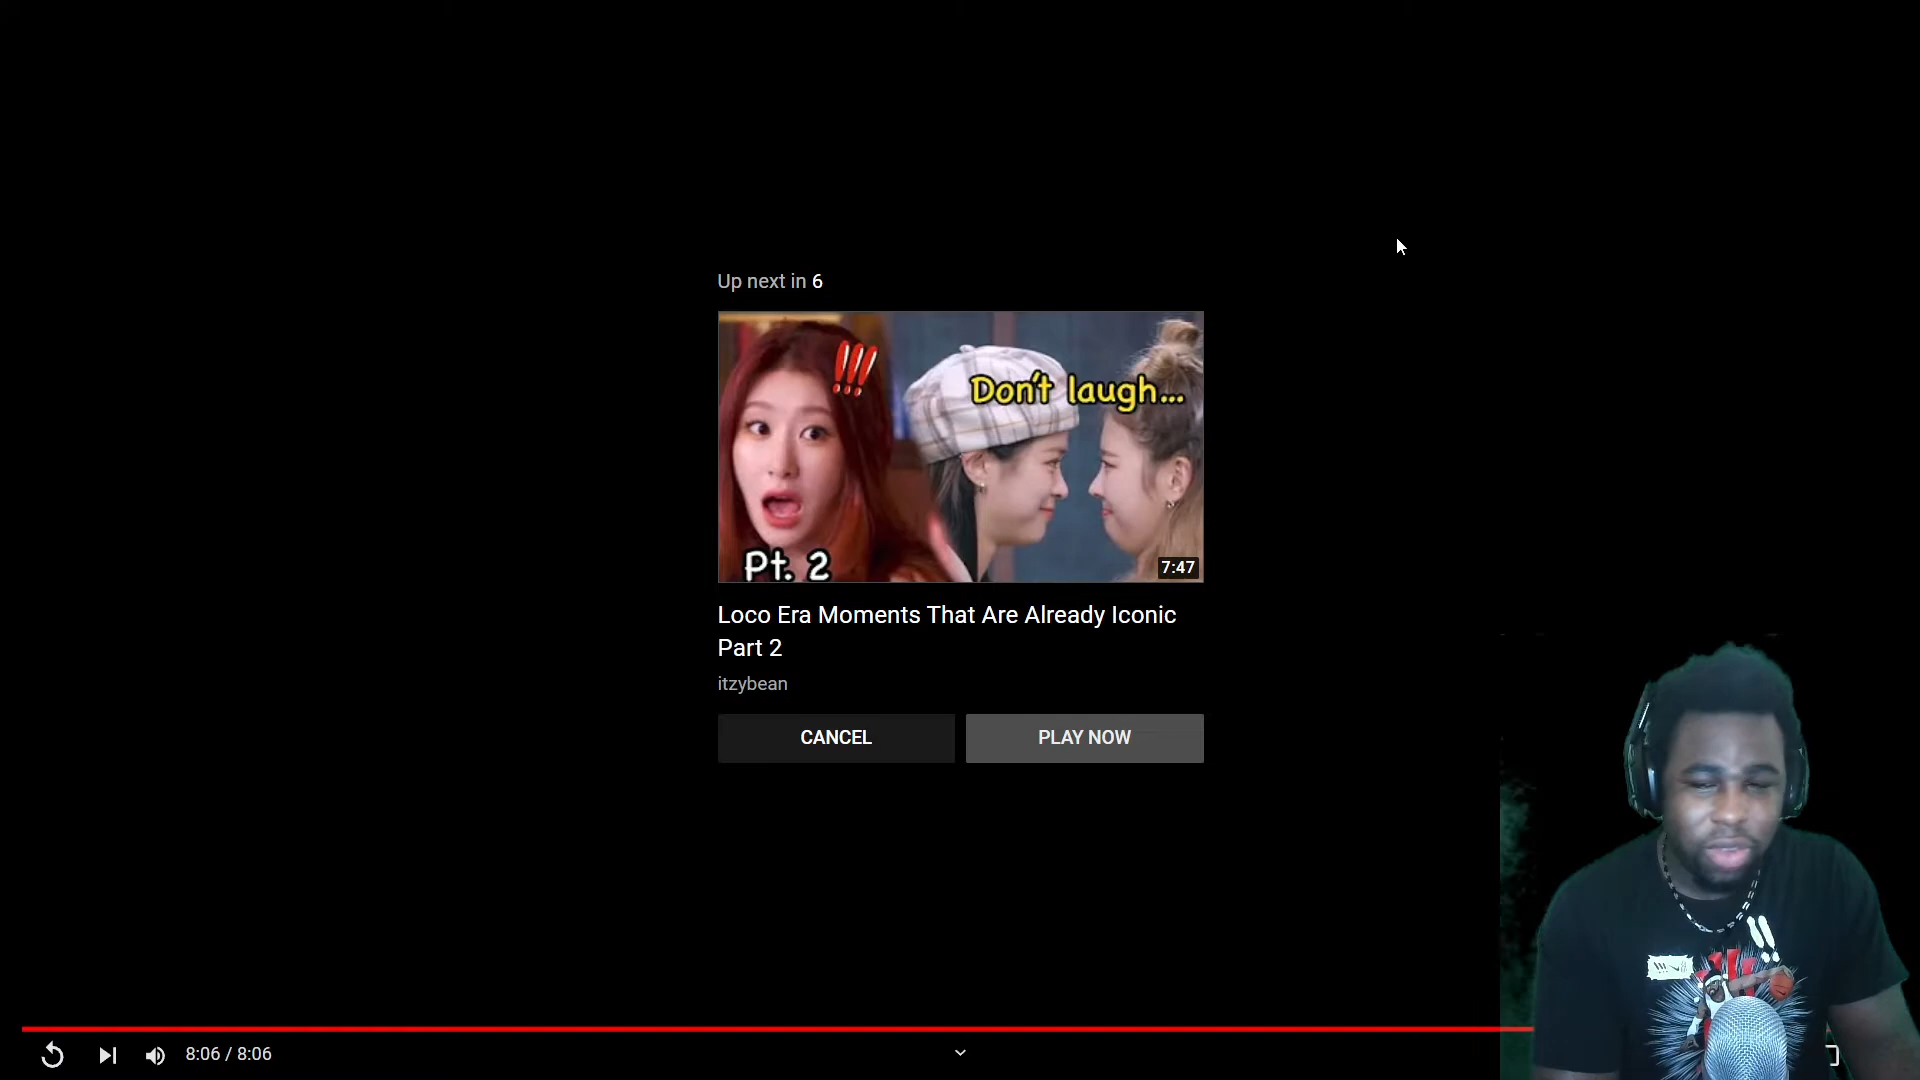 Up next in 6
!!!
Don't laugh...
Pt. 2
7:47
Loco Era Moments That Are Already Iconic
Part 2
itzybean
CANCEL
PLAY NOW
8:06 / 8:06